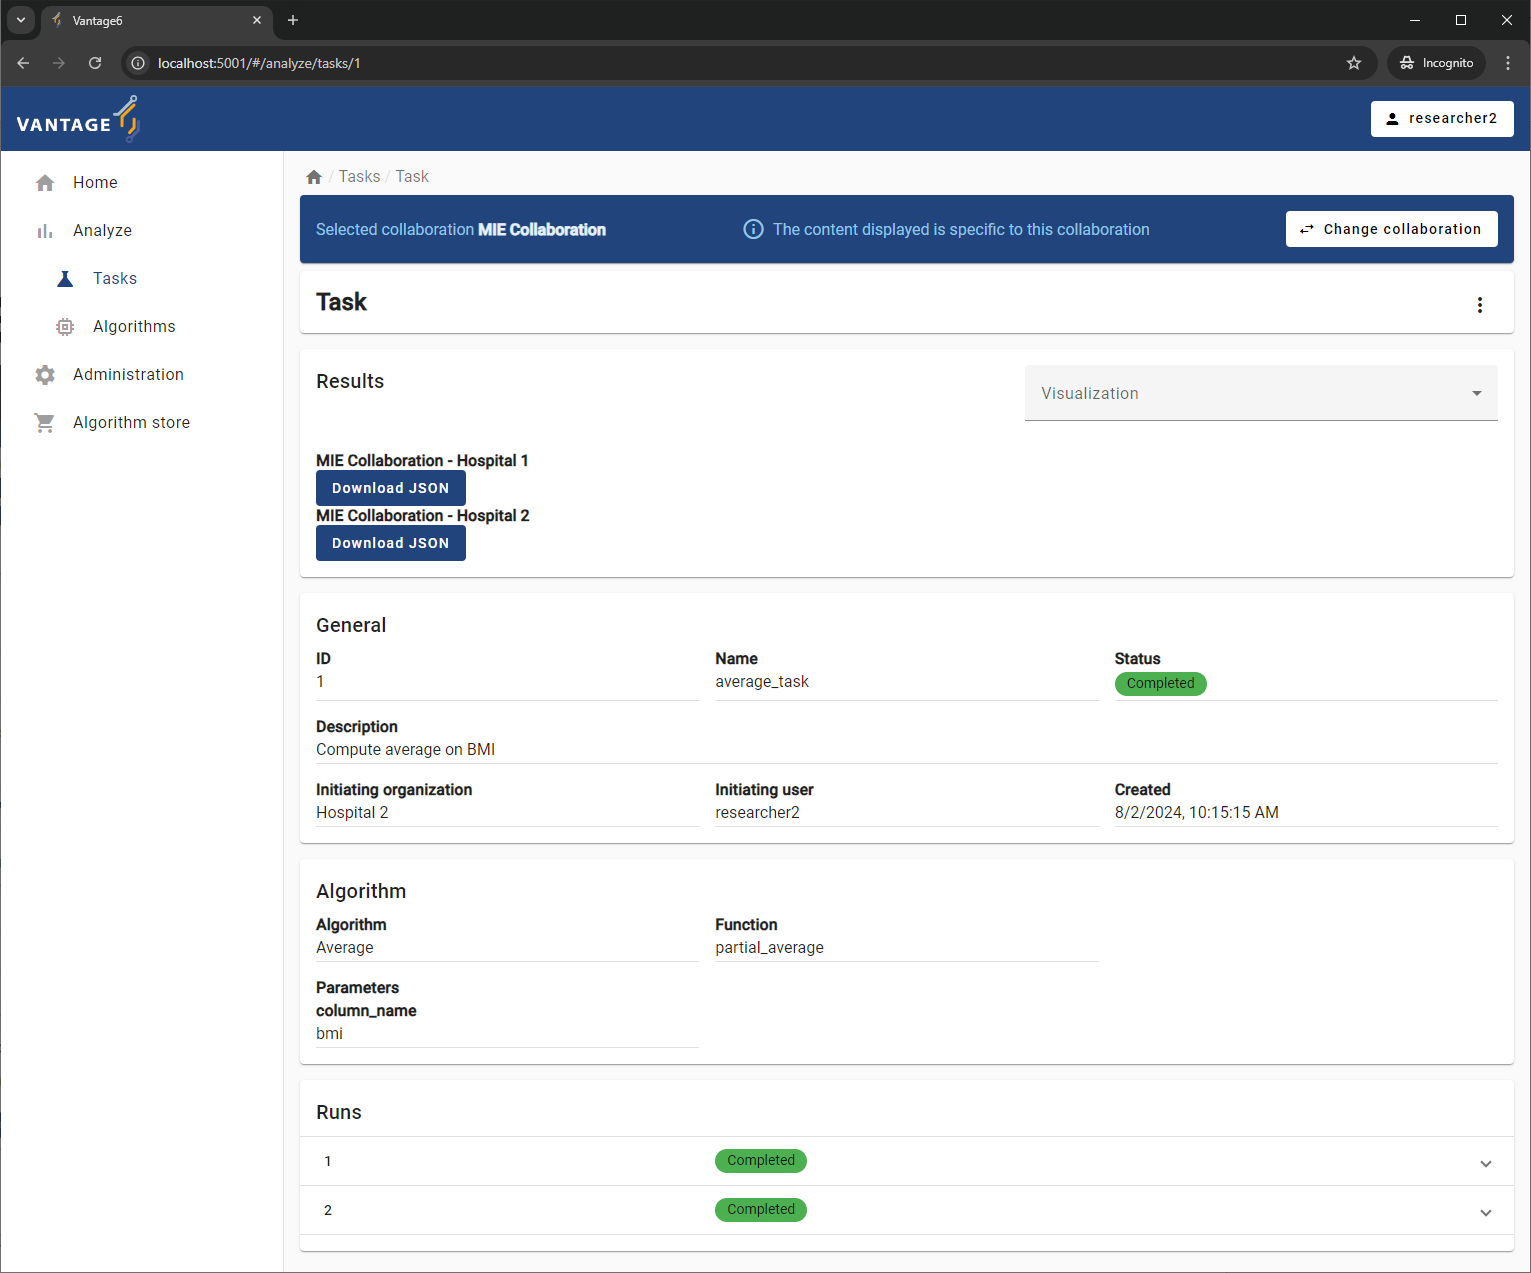 Vantage6
localhost:5001/#/analyze/tasks/1
Incognito
VANTAGE
researcher2
Home
Analyze
Tasks
Algorithms
Administration
Algorithm store
/ Tasks / Task
Selected collaboration MIE Collaboration
The content displayed is specific to this collaboration
Change collaboration
Task
Results
Visualization
MIE Collaboration - Hospital 1
Download JSON
MIE Collaboration - Hospital 2
Download JSON
General
ID Name Status
1 average_task Completed
Description
Compute average on BMI
Initiating organization Initiating user Created
Hospital 2 researcher2 8/2/2024, 10:15:15 AM
Algorithm
Algorithm Function
Average partial_average
Parameters
column_name
bmi
Runs
1 Completed
2 Completed